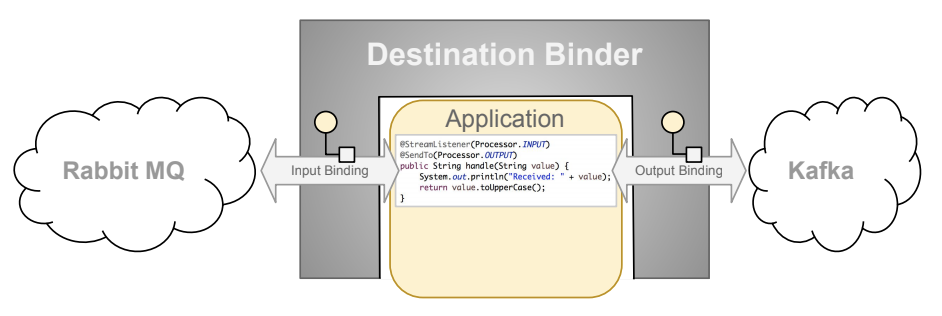 Destination Binder
Application
Rabbit MQ
Input Binding
@StreamListener(Processor.INPUT)
@SendTo(Processor.OUTPUT)
public String handle(String value) {
    System.out.println("Received: " + value);
    return value.toUpperCase();
}
Output Binding
Kafka